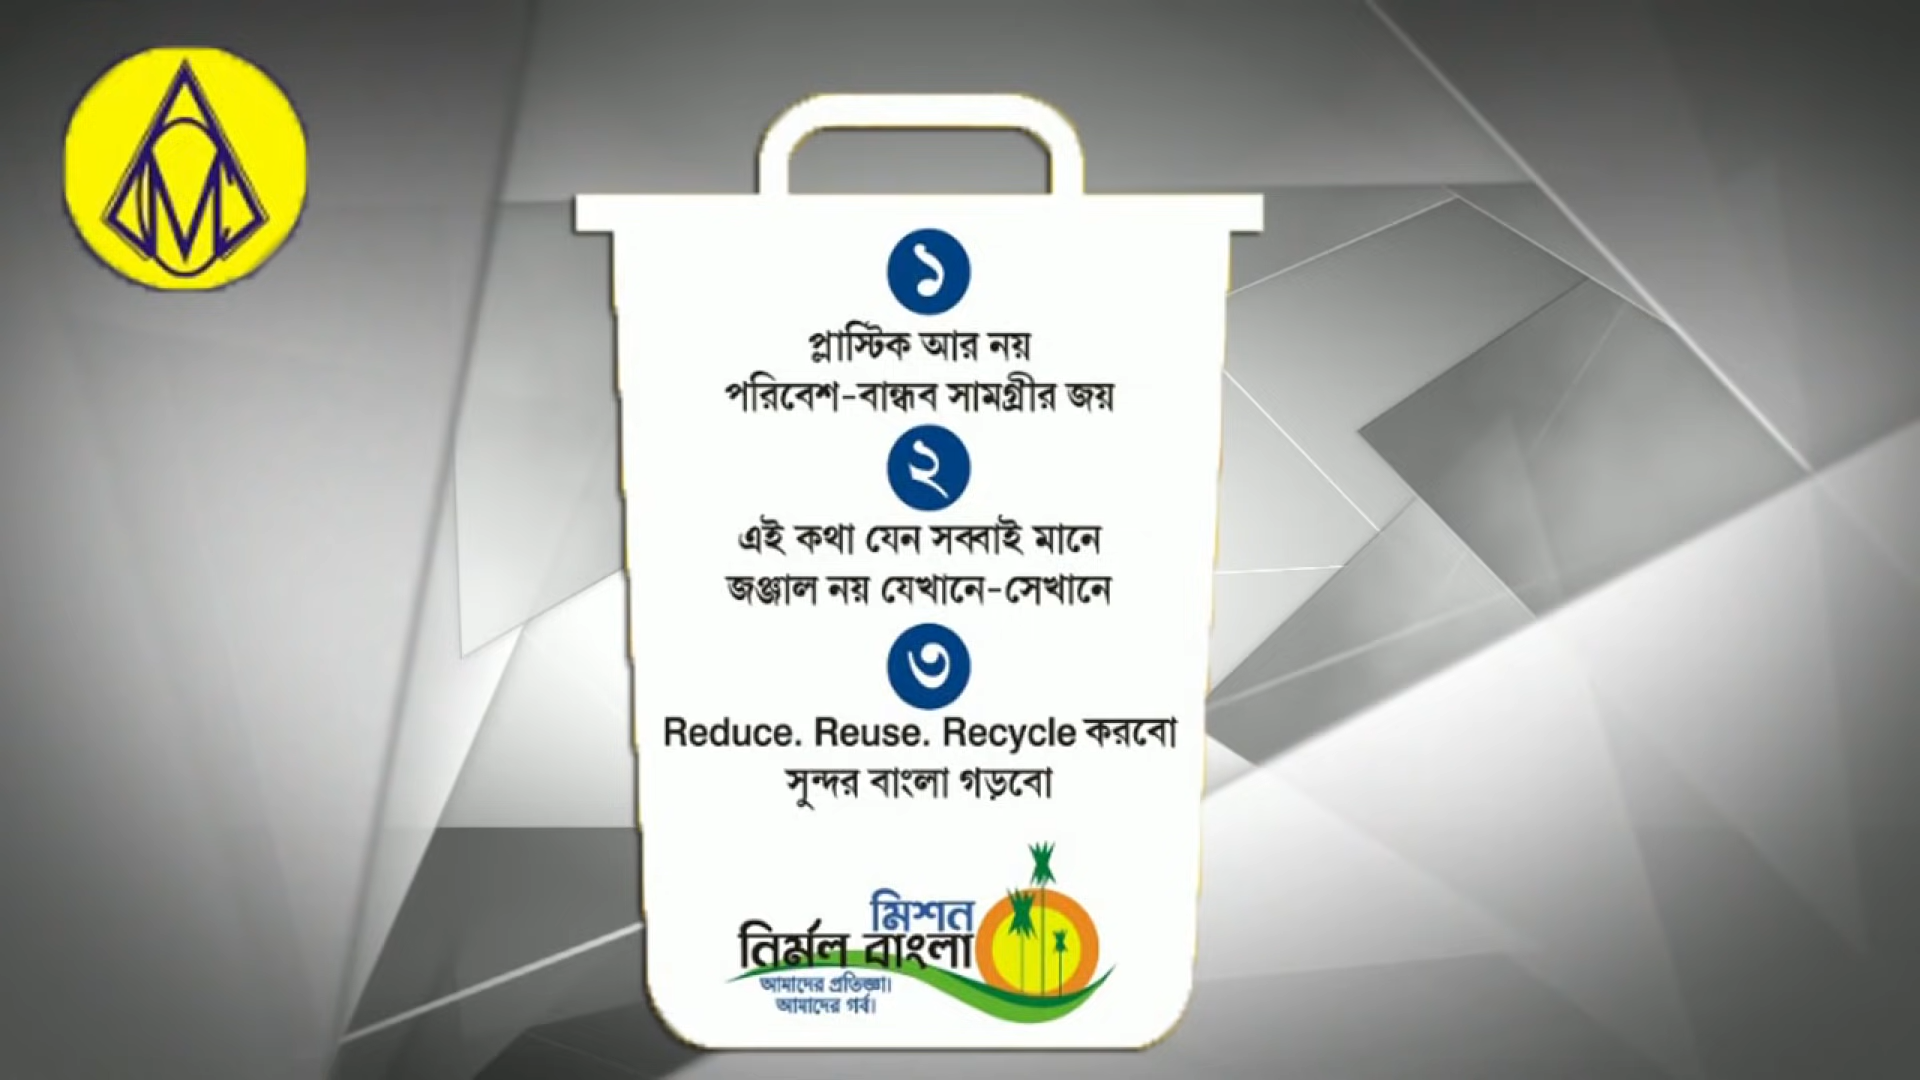 ১
প্লাস্টিক আর নয়
পরিবেশ-বান্ধব সামগ্রীর জয়
২
এই কথা যেন সব্বাই মানে
জঞ্জাল নয় যেখানে-সেখানে
৩
Reduce. Reuse. Recycle করবো
সুন্দর বাংলা গড়বো
মিশন
নির্মল বাংলা
আমাদের প্রতিজ্ঞা।
আমাদের গর্ব।